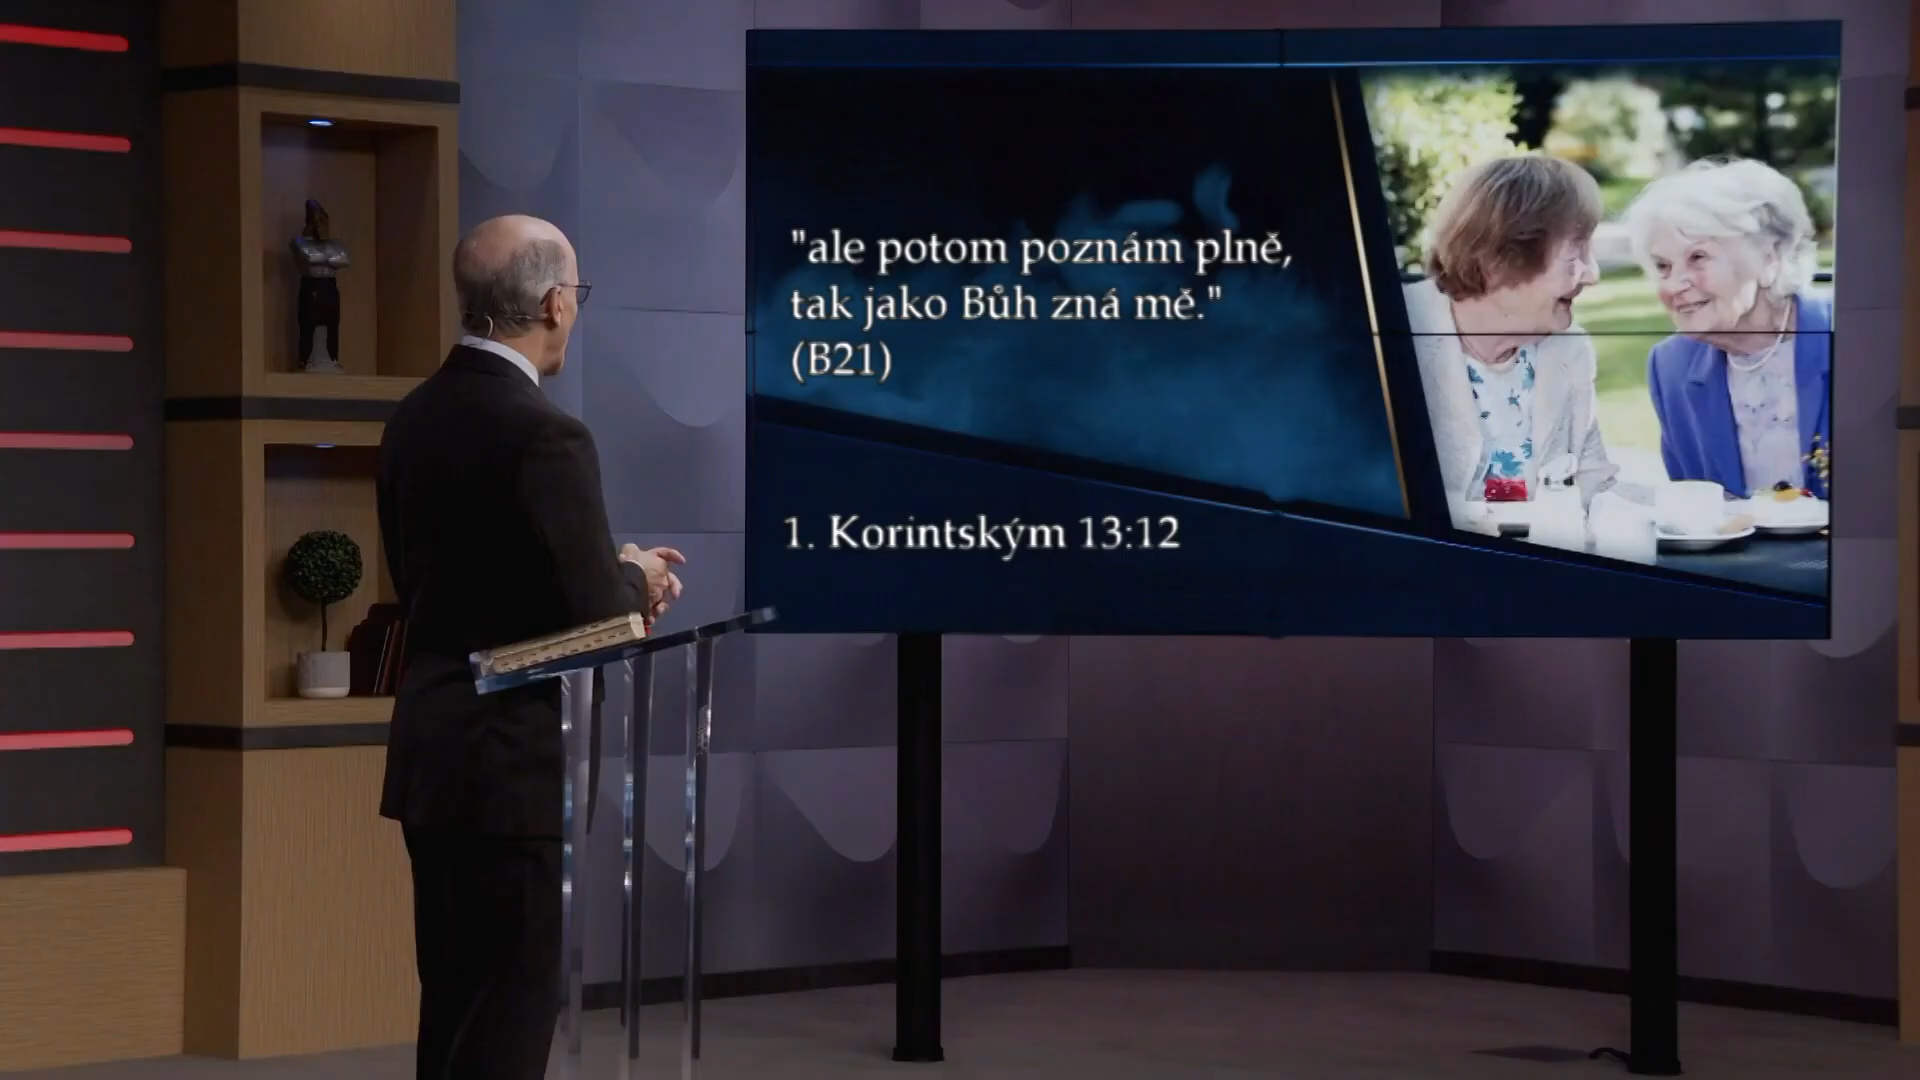 "ale potom poznám plně,
tak jako Bůh zná mě."
(B21)
1. Korintským 13:12